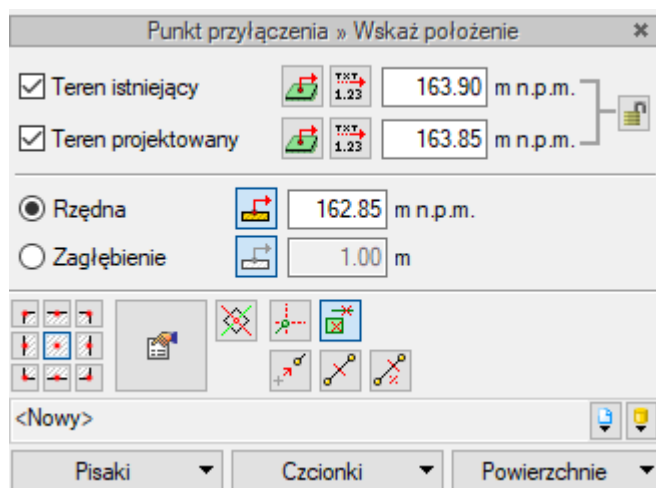 Punkt przyłączenia » Wskaż położenie
Teren istniejący TXT 1.23 163.90 m n.p.m.
Teren projektowany TXT 1.23 163.85 m n.p.m.
Rzędna 162.85 m n.p.m.
Zagłębienie 1.00 m
<Nowy>
Pisaki Czcionki Powierzchnie